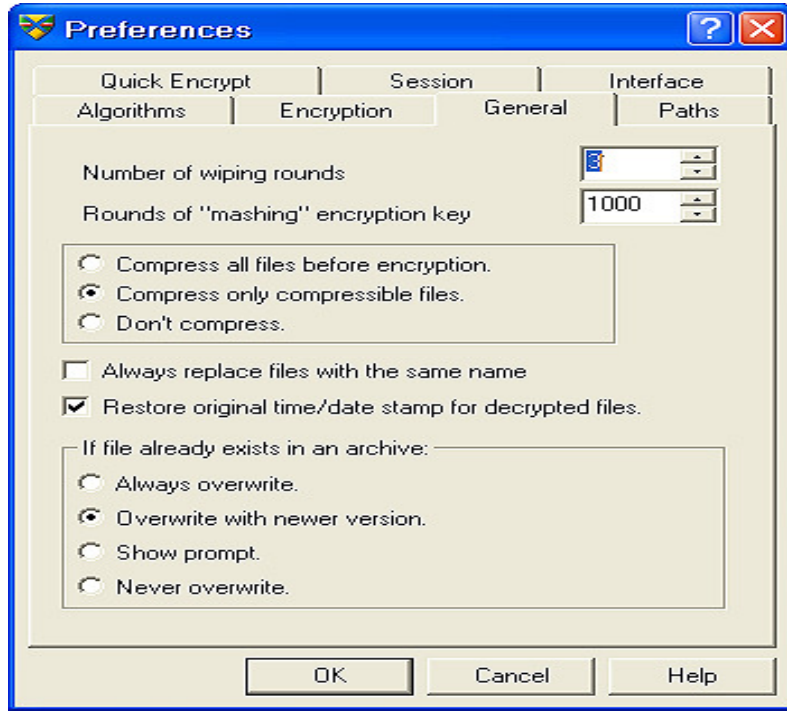 Preferences
Quick Encrypt Session Interface
Algorithms Encryption General Paths
Number of wiping rounds 3
Rounds of "mashing" encryption key 1000
Compress all files before encryption.
Compress only compressible files.
Don't compress.
Always replace files with the same name
Restore original time/date stamp for decrypted files.
If file already exists in an archive:
Always overwrite.
Overwrite with newer version.
Show prompt.
Never overwrite.
OK Cancel Help